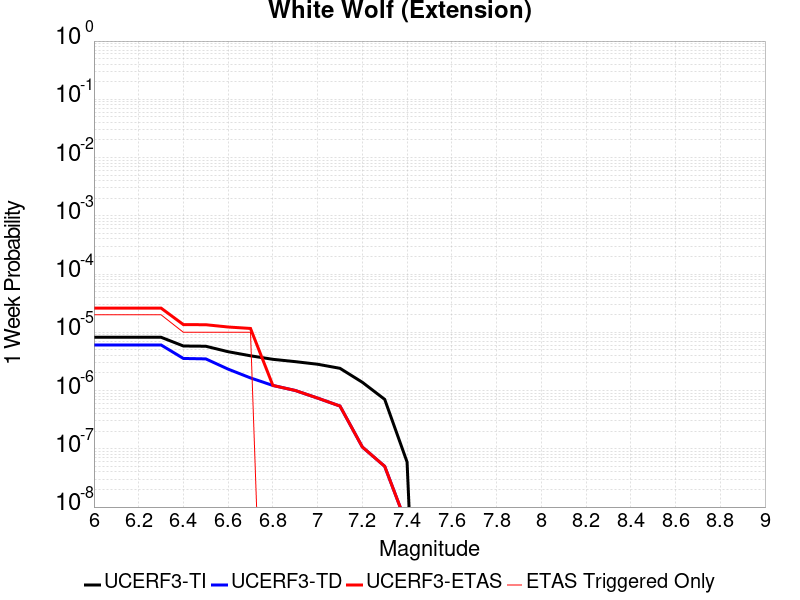 White Wolf (Extension)
10^0
10^-1
10^-2
10^-3
10^-4
10^-5
10^-6
10^-7
10^-8
1 Week Probability
6 6.2 6.4 6.6 6.8 7 7.2 7.4 7.6 7.8 8 8.2 8.4 8.6 8.8 9
Magnitude
UCERF3-TI UCERF3-TD UCERF3-ETAS ETAS Triggered Only